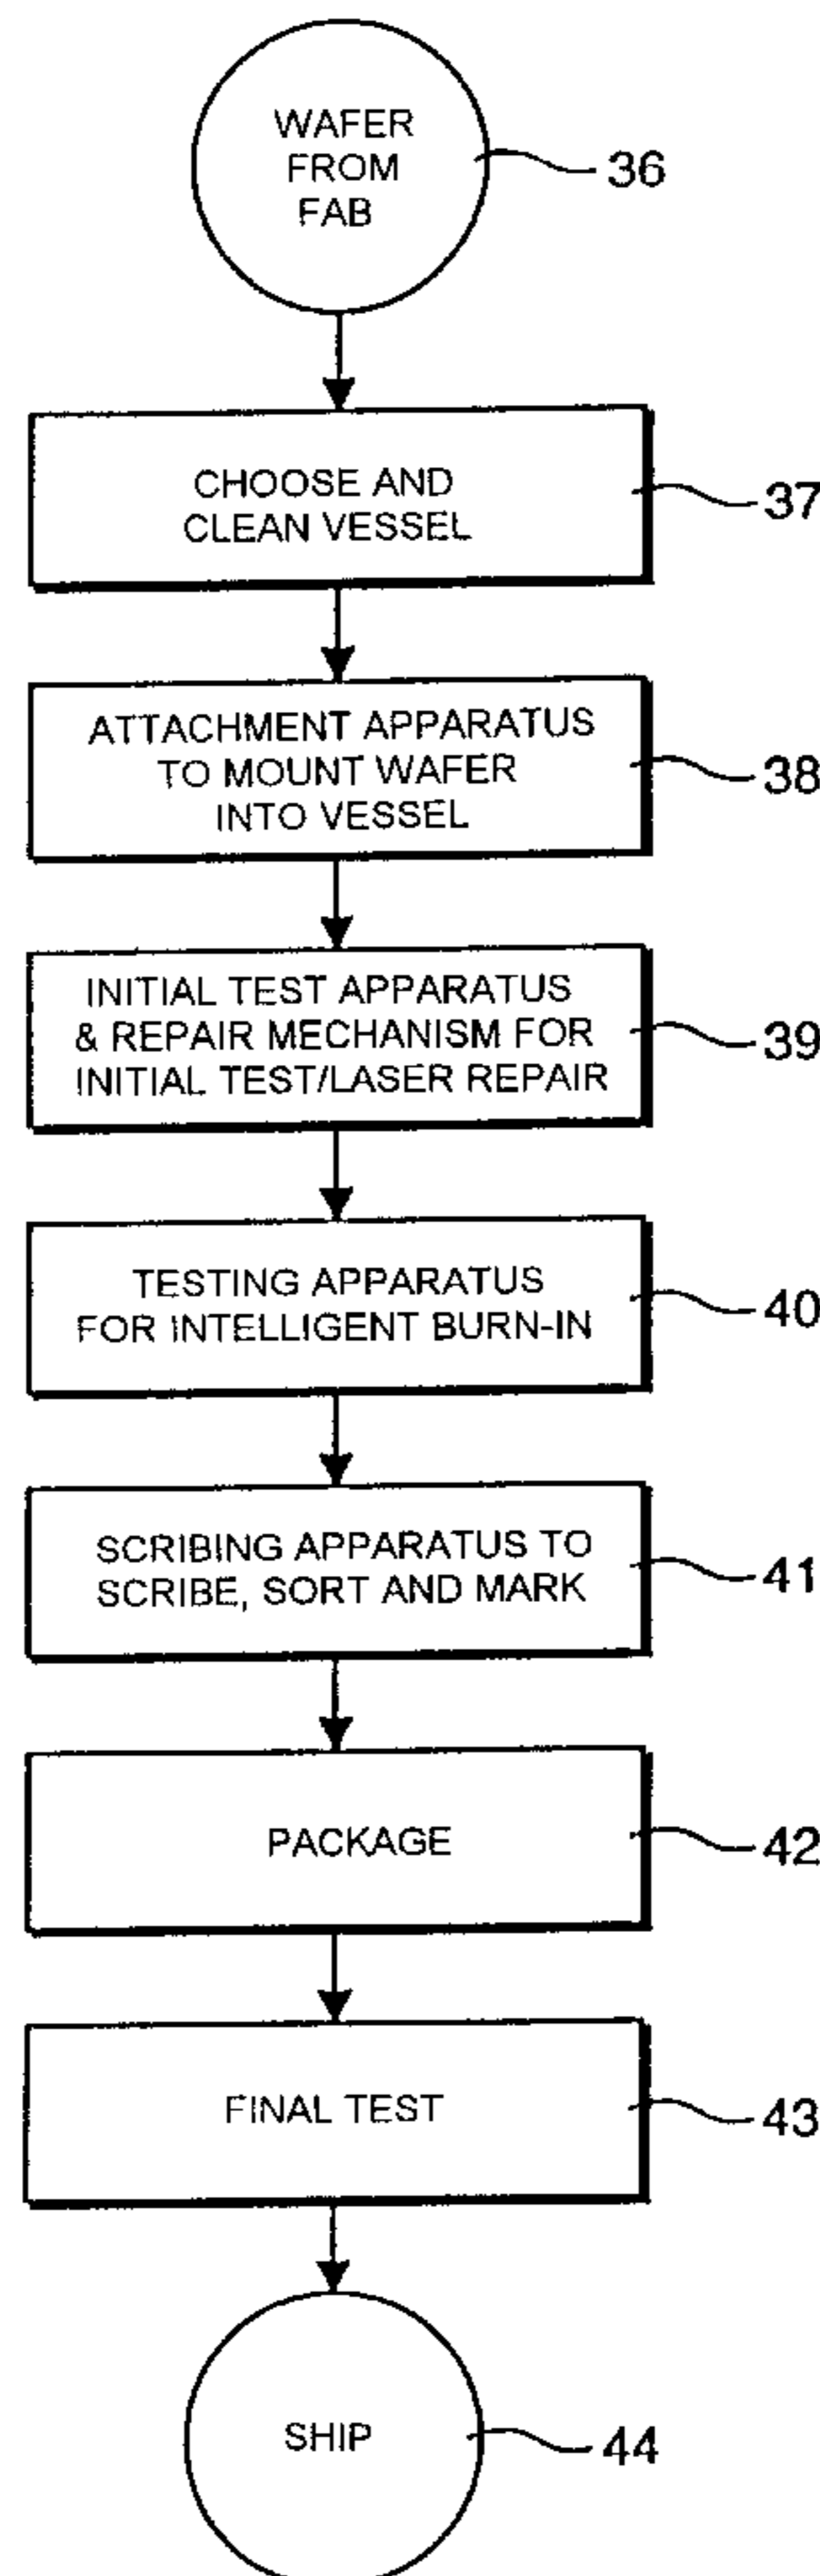 WAFER
FROM
FAB
36
CHOOSE AND
CLEAN VESSEL
37
ATTACHMENT APPARATUS
TO MOUNT WAFER
INTO VESSEL
38
INITIAL TEST APPARATUS
& REPAIR MECHANISM FOR
INITIAL TEST/LASER REPAIR
39
TESTING APPARATUS
FOR INTELLIGENT BURN-IN
40
SCRIBING APPARATUS TO
SCRIBE, SORT AND MARK
41
PACKAGE
42
FINAL TEST
43
SHIP
44